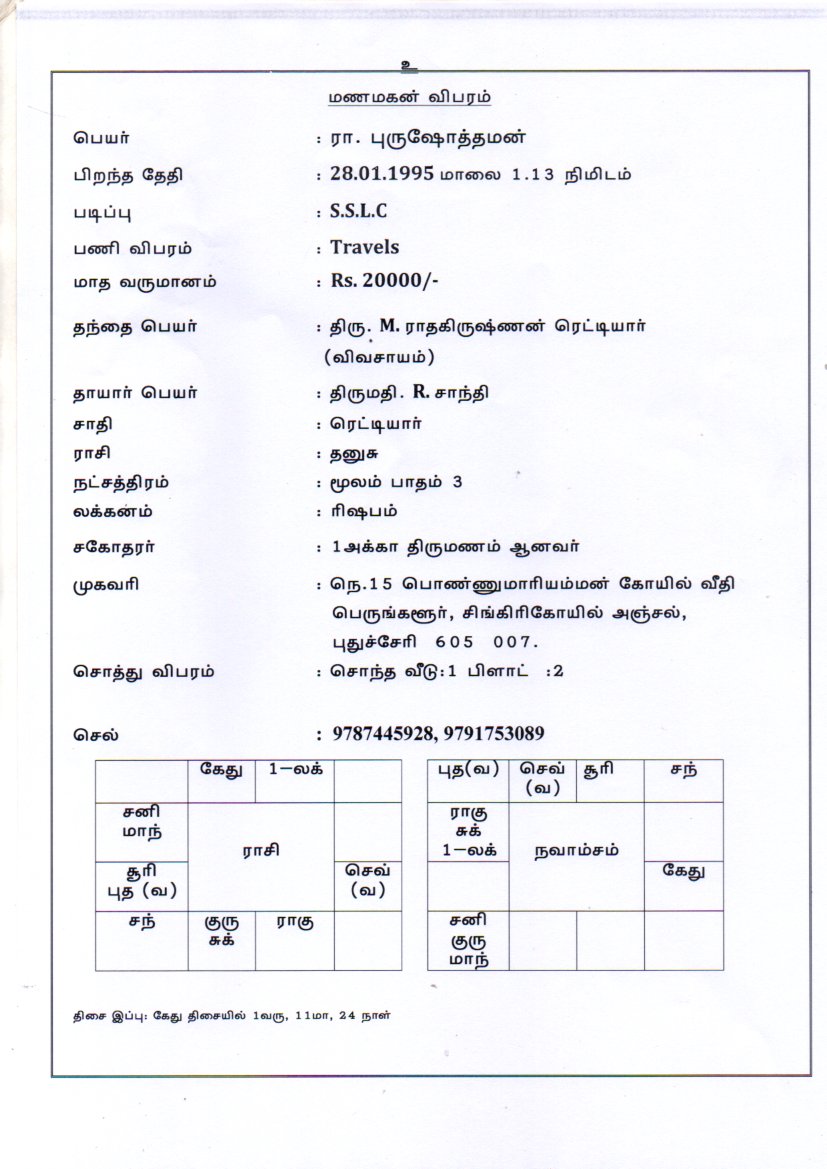 உ
மணமகன் விபரம்
பெயர் : ரா. புருஷோத்தமன்
பிறந்த தேதி : 28.01.1995 மாலை 1.13 நிமிடம்
படிப்பு : S.S.L.C
பணி விபரம் : Travels
மாத வருமானம் : Rs. 20000/-
தந்தை பெயர் : திரு. M. ராதகிருஷ்ணன் ரெட்டியார்
(விவசாயம்)
தாயார் பெயர் : திருமதி. R. சாந்தி
சாதி : ரெட்டியார்
ராசி : தனுசு
நட்சத்திரம் : மூலம் பாதம் 3
லக்கனம் : ரிஷபம்
சகோதரர் : 1அக்கா திருமணம் ஆனவர்
முகவரி : நெ.15 பொண்ணுமாரியம்மன் கோயில் வீதி
பெருங்களூர், சிங்கிரிகோயில் அஞ்சல்,
புதுச்சேரி 605 007.
சொத்து விபரம் : சொந்த வீடு:1 பிளாட் :2
செல் : 9787445928, 9791753089
கேது 1–லக்
சனி
மாந்
ராசி
சூரி
புத (வ)
செவ்
(வ)
சந் குரு ராகு
சுக்
புத(வ) செவ் சூரி சந்
(வ)
ராகு
சுக்
1–லக் நவாம்சம்
கேது
சனி
குரு
மாந்
திசை இப்பு: கேது திசையில் 1வரு, 11மா, 24 நாள்